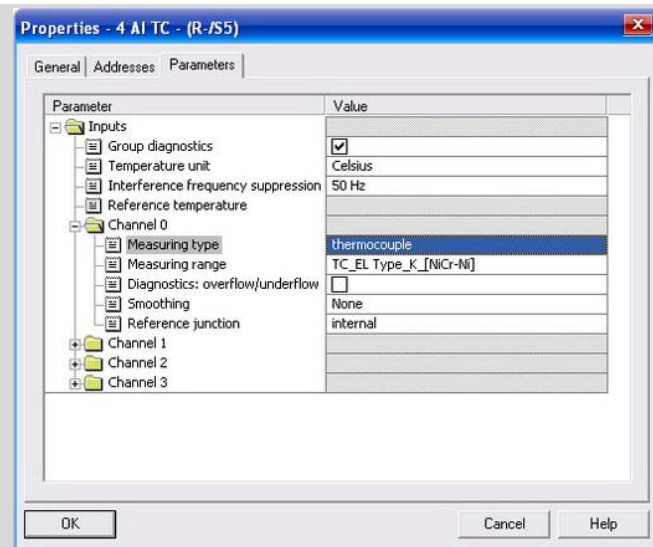 Properties - 4 AI TC - (R-/S5)
General Addresses Parameters
Parameter Value
Inputs
Group diagnostics
Temperature unit Celsius
Interference frequency suppression 50 Hz
Reference temperature
Channel 0
Measuring type thermocouple
Measuring range TC_EL Type_K_[NiCr-Ni]
Diagnostics: overflow/underflow
Smoothing None
Reference junction internal
Channel 1
Channel 2
Channel 3
OK Cancel Help